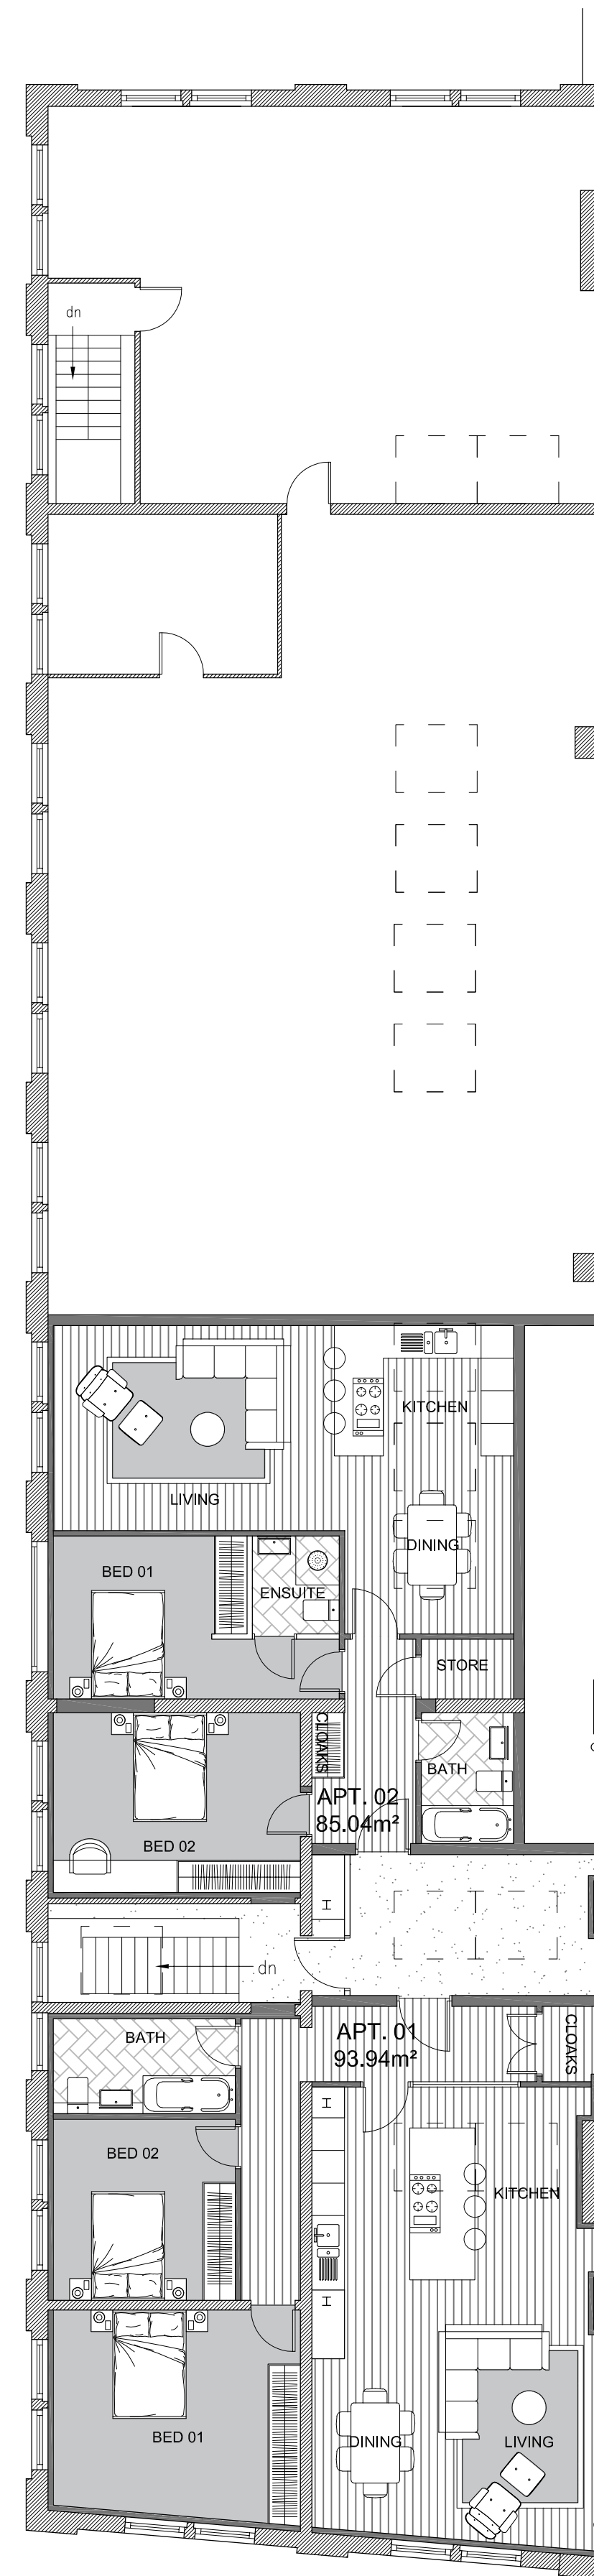 dn
KITCHEN
LIVING
DINING
BED 01
ENSUITE
STORE
CLOAKS
BATH
APT. 02
85.04m²
BED 02
H
dn
APT. 01
93.94m²
CLOAKS
BATH
H
BED 02
KITCHEN
H
BED 01
DINING
LIVING